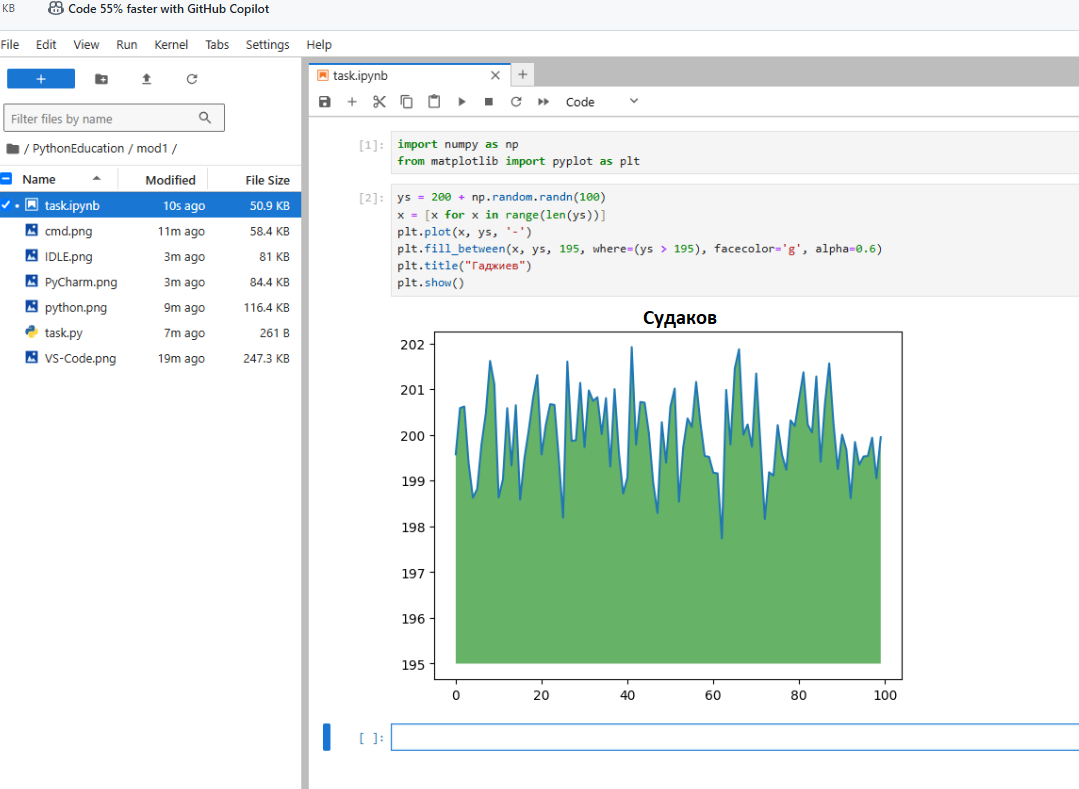 KB
Code 55% faster with GitHub Copilot
File Edit View Run Kernel Tabs Settings Help
task.ipynb
Code
Filter files by name
/ PythonEducation / mod1 /
Name Modified File Size
task.ipynb 10s ago 50.9 KB
cmd.png 11m ago 58.4 KB
IDLE.png 3m ago 81 KB
PyCharm.png 3m ago 84.4 KB
python.png 9m ago 116.4 KB
task.py 7m ago 261 B
VS-Code.png 19m ago 247.3 KB
[1]:
import numpy as np
from matplotlib import pyplot as plt
[2]:
ys = 200 + np.random.randn(100)
x = [x for x in range(len(ys))]
plt.plot(x, ys, '-')
plt.fill_between(x, ys, 195, where=(ys > 195), facecolor='g', alpha=0.6)
plt.title("Гаджиев")
plt.show()
Судаков
202
201
200
199
198
197
196
195
0 20 40 60 80 100
[ ]: